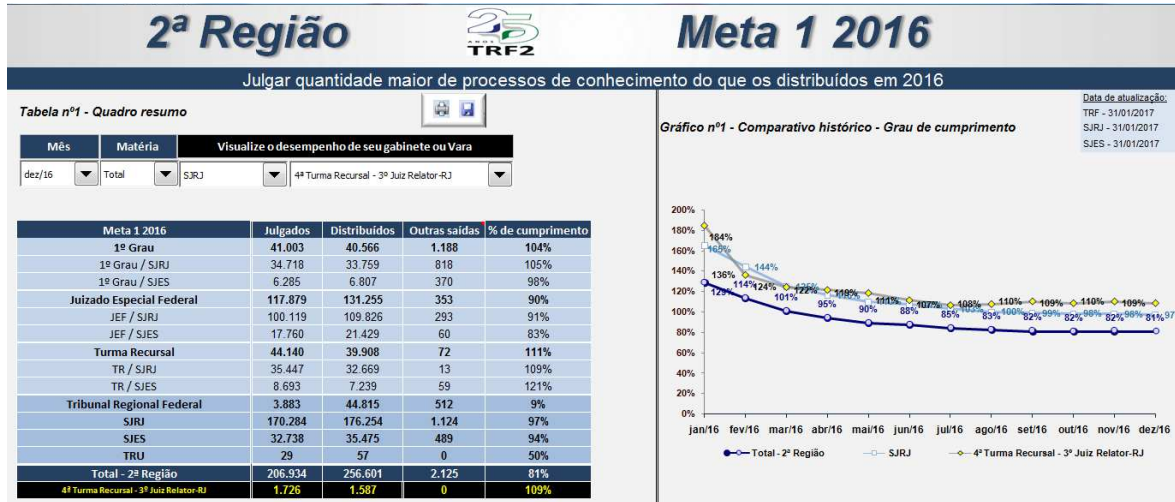 2ª Região
ANOS
TRF2
Meta 1 2016
Julgar quantidade maior de processos de conhecimento do que os distribuídos em 2016
Tabela nº1 - Quadro resumo
Mês Matéria Visualize o desempenho de seu gabinete ou Vara
dez/16 Total SJRJ 4ª Turma Recursal - 3º Juiz Relator-RJ
Meta 1 2016 Julgados Distribuídos Outras saídas % de cumprimento
1º Grau 41.003 40.566 1.188 104%
1º Grau / SJRJ 34.718 33.759 818 105%
1º Grau / SJES 6.285 6.807 370 98%
Juizado Especial Federal 117.879 131.255 353 90%
JEF / SJRJ 100.119 109.826 293 91%
JEF / SJES 17.760 21.429 60 83%
Turma Recursal 44.140 39.908 72 111%
TR / SJRJ 35.447 32.669 13 109%
TR / SJES 8.693 7.239 59 121%
Tribunal Regional Federal 3.883 44.815 512 9%
SJRJ 170.284 176.254 1.124 97%
SJES 32.738 35.475 489 94%
TRU 29 57 0 50%
Total - 2ª Região 206.934 256.601 2.125 81%
4ª Turma Recursal - 3º Juiz Relator-RJ 1.726 1.587 0 109%
Data de atualização:
TRF - 31/01/2017
SJRJ - 31/01/2017
SJES - 31/01/2017
Gráfico nº1 - Comparativo histórico - Grau de cumprimento
200%
180%
160%
140%
120%
100%
80%
60%
40%
20%
0%
184% 136% 124% 122% 119% 111% 107% 108% 110% 109% 110% 109%
165% 144% 125% 103% 100% 99% 98% 98% 97%
129% 114% 101% 95% 90% 88% 85% 83% 82% 82% 82% 81%
jan/16 fev/16 mar/16 abr/16 mai/16 jun/16 jul/16 ago/16 set/16 out/16 nov/16 dez/16
Total - 2ª Região SJRJ 4ª Turma Recursal - 3º Juiz Relator-RJ